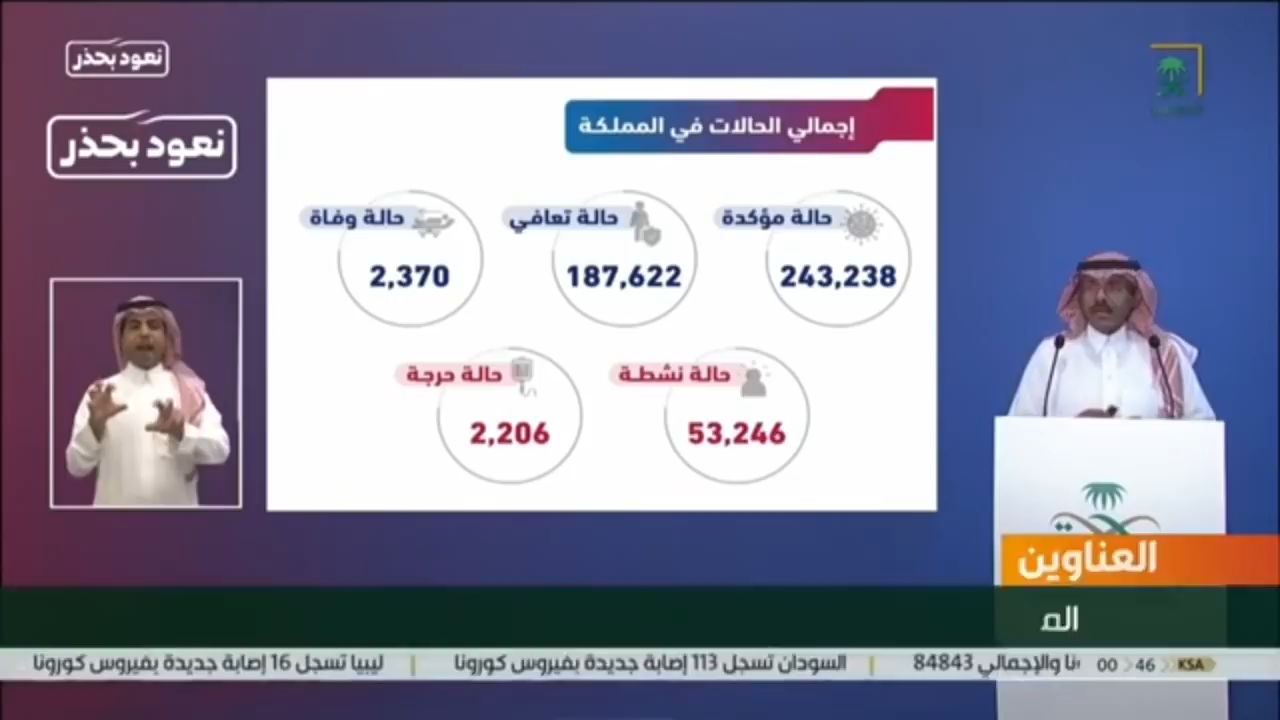 نعود بحذر
نعود بحذر
إجمالي الحالات في المملكة
حالة مؤكدة
243,238
حالة تعافي
187,622
حالة وفاة
2,370
حالة نشطة
53,246
حالة حرجة
2,206
العناوين
الم
KSA 00 46 نا والإجمالي 84843 | السودان تسجل 113 إصابة جديدة بفيروس كورونا | ليبيا تسجل 16 إصابة جديدة بفيروس كورونا